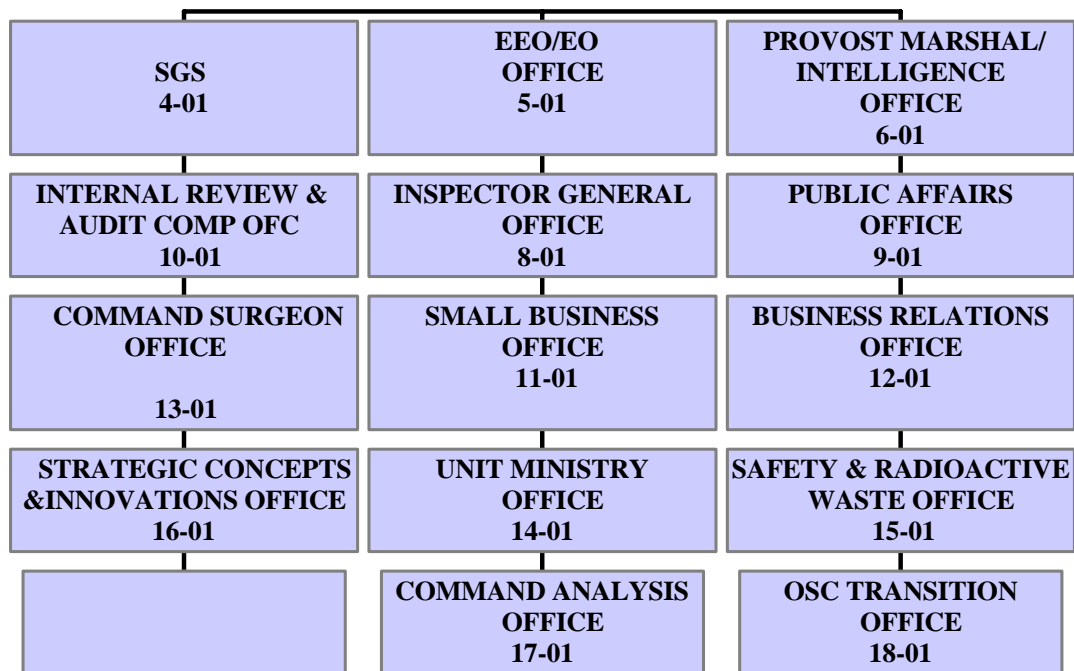 SGS
4-01
EEO/EO
OFFICE
5-01
PROVOST MARSHAL/
INTELLIGENCE
OFFICE
6-01
INTERNAL REVIEW &
AUDIT COMP OFC
10-01
INSPECTOR GENERAL
OFFICE
8-01
PUBLIC AFFAIRS
OFFICE
9-01
COMMAND SURGEON
OFFICE
13-01
SMALL BUSINESS
OFFICE
11-01
BUSINESS RELATIONS
OFFICE
12-01
STRATEGIC CONCEPTS
&INNOVATIONS OFFICE
16-01
UNIT MINISTRY
OFFICE
14-01
SAFETY & RADIOACTIVE
WASTE OFFICE
15-01
COMMAND ANALYSIS
OFFICE
17-01
OSC TRANSITION
OFFICE
18-01